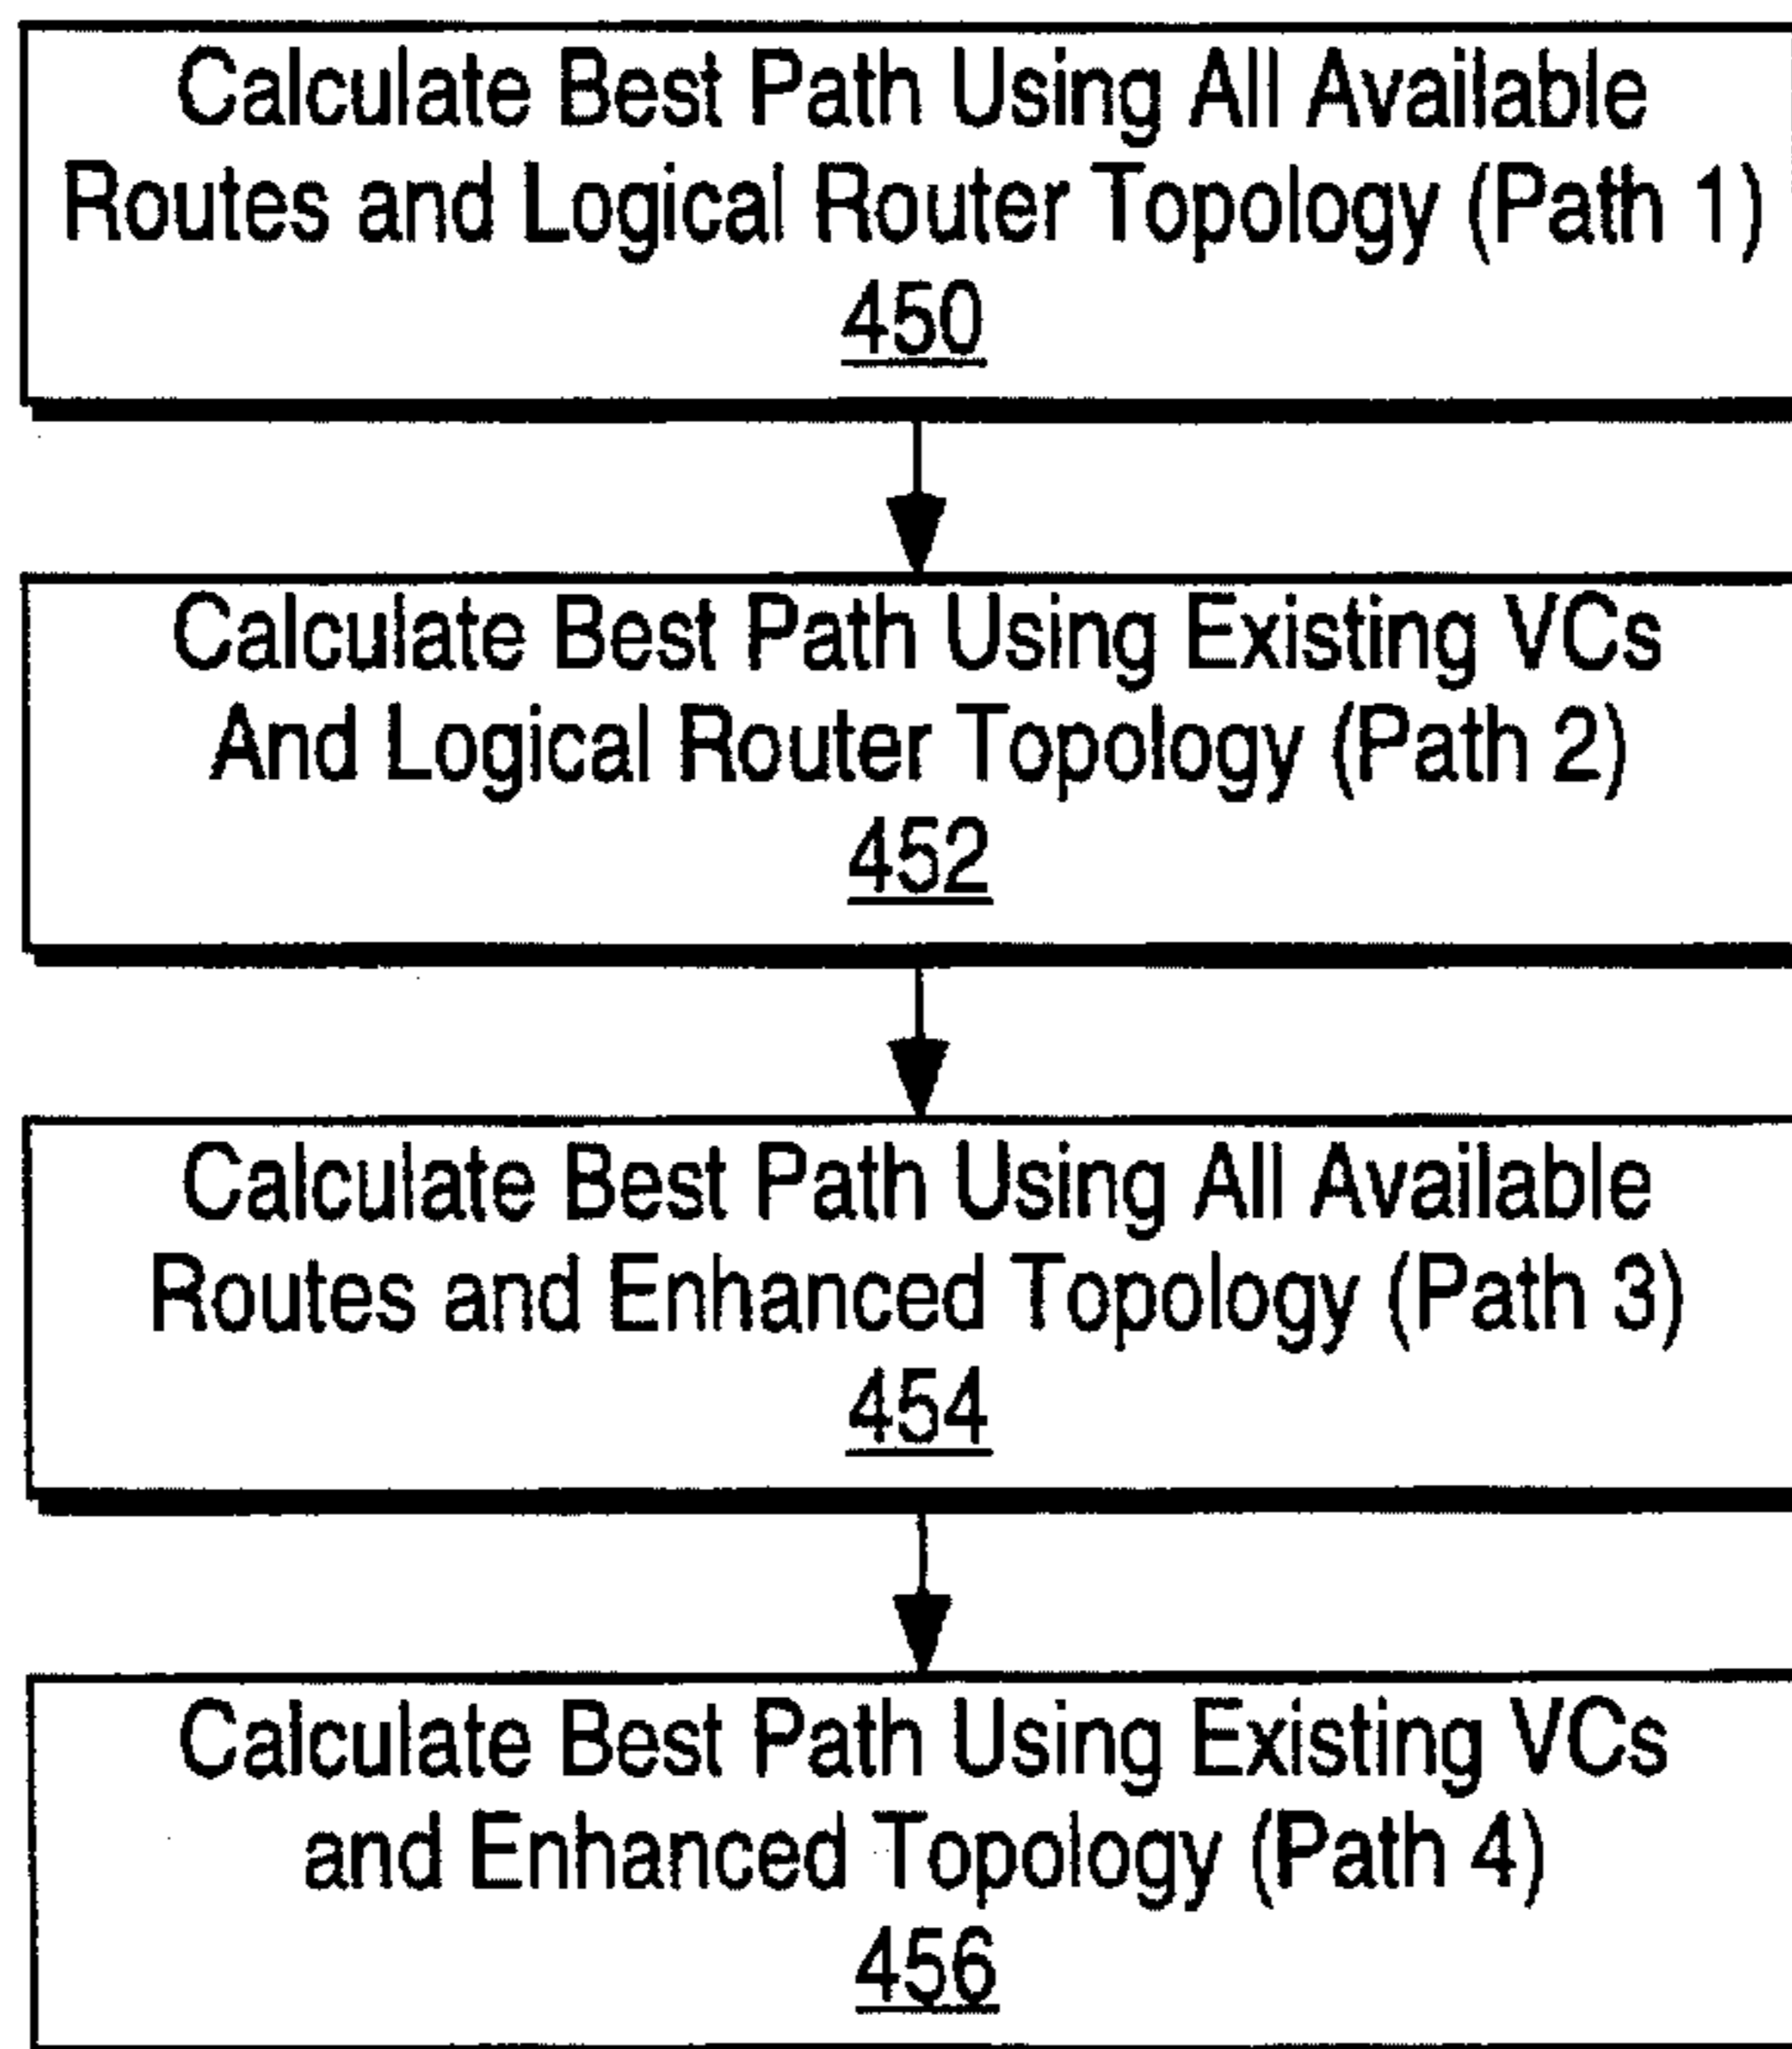 Calculate Best Path Using All Available
Routes and Logical Router Topology (Path 1)
450
Calculate Best Path Using Existing VCs
And Logical Router Topology (Path 2)
452
Calculate Best Path Using All Available
Routes and Enhanced Topology (Path 3)
454
Calculate Best Path Using Existing VCs
and Enhanced Topology (Path 4)
456